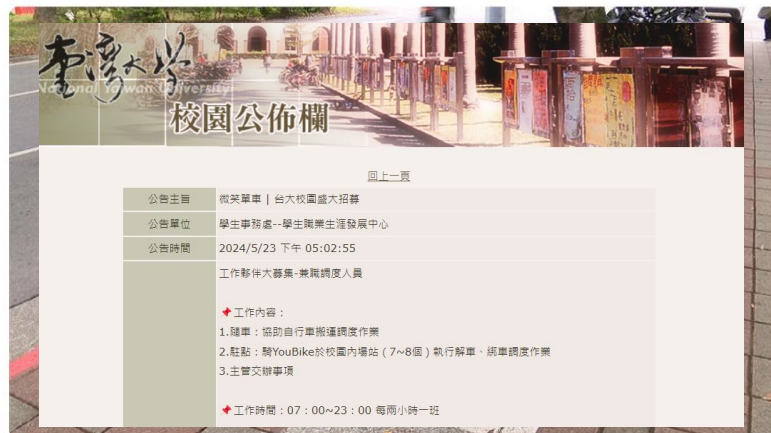 臺灣大學
National Taiwan University
校園公佈欄
回上一頁
公告主旨 微笑單車 | 台大校園盛大招募
公告單位 學生事務處--學生職業生涯發展中心
公告時間 2024/5/23 下午 05:02:55
工作夥伴大募集-兼職調度人員
📌工作內容：
1.隨車：協助自行車搬運調度作業
2.駐點：騎YouBike於校園內場站（7~8個）執行解車、綁車調度作業
3.主管交辦事項
📌工作時間：07：00~23：00 每兩小時一班